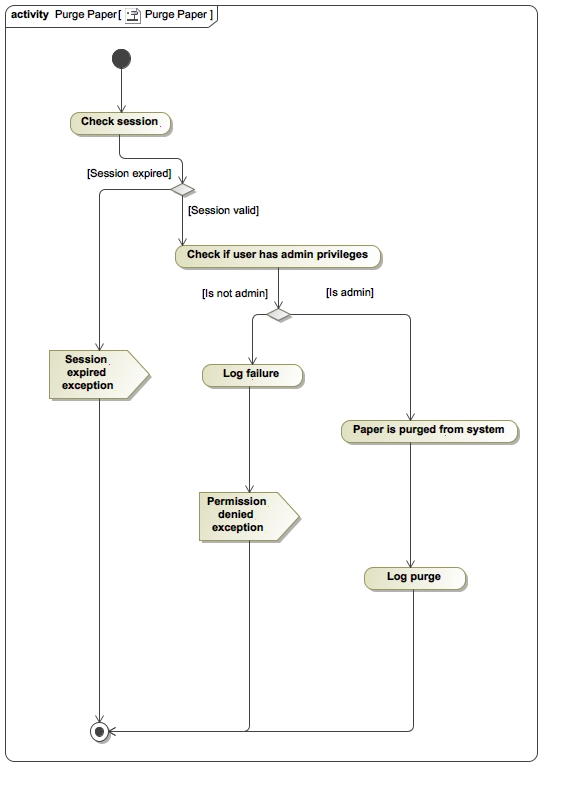 activity Purge Paper[ Purge Paper ]
Check session
[Session expired]
[Session valid]
Check if user has admin privileges
[Is not admin]
[Is admin]
Session
expired
exception
Log failure
Paper is purged from system
Permission
denied
exception
Log purge